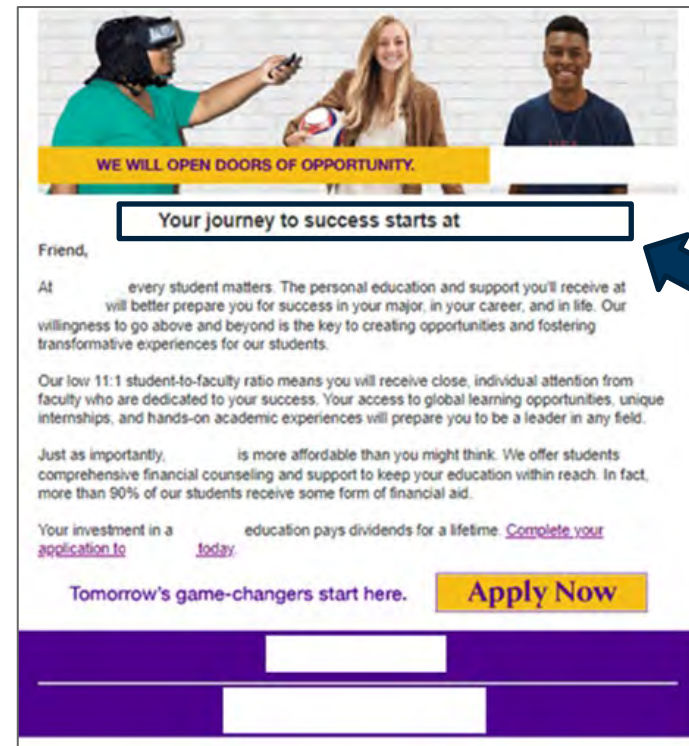 WE WILL OPEN DOORS OF OPPORTUNITY.
Your journey to success starts at
Friend,
At every student matters. The personal education and support you'll receive at
will better prepare you for success in your major, in your career, and in life. Our
willingness to go above and beyond is the key to creating opportunities and fostering
transformative experiences for our students.
Our low 11:1 student-to-faculty ratio means you will receive close, individual attention from
faculty who are dedicated to your success. Your access to global learning opportunities, unique
internships, and hands-on academic experiences will prepare you to be a leader in any field.
Just as importantly, is more affordable than you might think. We offer students
comprehensive financial counseling and support to keep your education within reach. In fact,
more than 90% of our students receive some form of financial aid.
Your investment in a education pays dividends for a lifetime. Complete your
application to today.
Tomorrow's game-changers start here. Apply Now